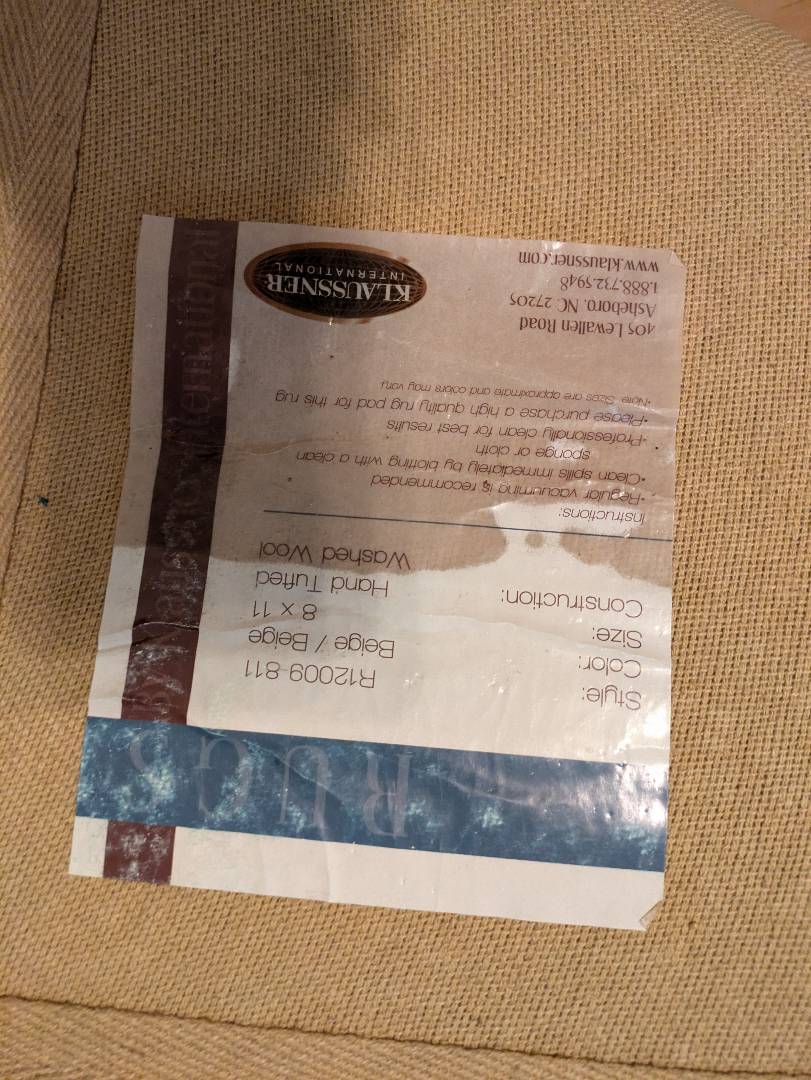 RUGS
By Klaussner International
Style: R12009-811
Color: Beige / Beige
Size: 8 x 11
Construction: Hand Tufted
Washed Wool
Instructions:
•Regular vacuuming is recommended
•Clean spills immediately by blotting with a clean
sponge or cloth
•Professionally clean for best results
•Please purchase a high quality rug pad for this rug
•Note: Sizes are approximate and colors may vary
405 Lewallen Road
Asheboro, NC 27205
1.888.732.5948
www.klaussner.com
KLAUSSNER
INTERNATIONAL